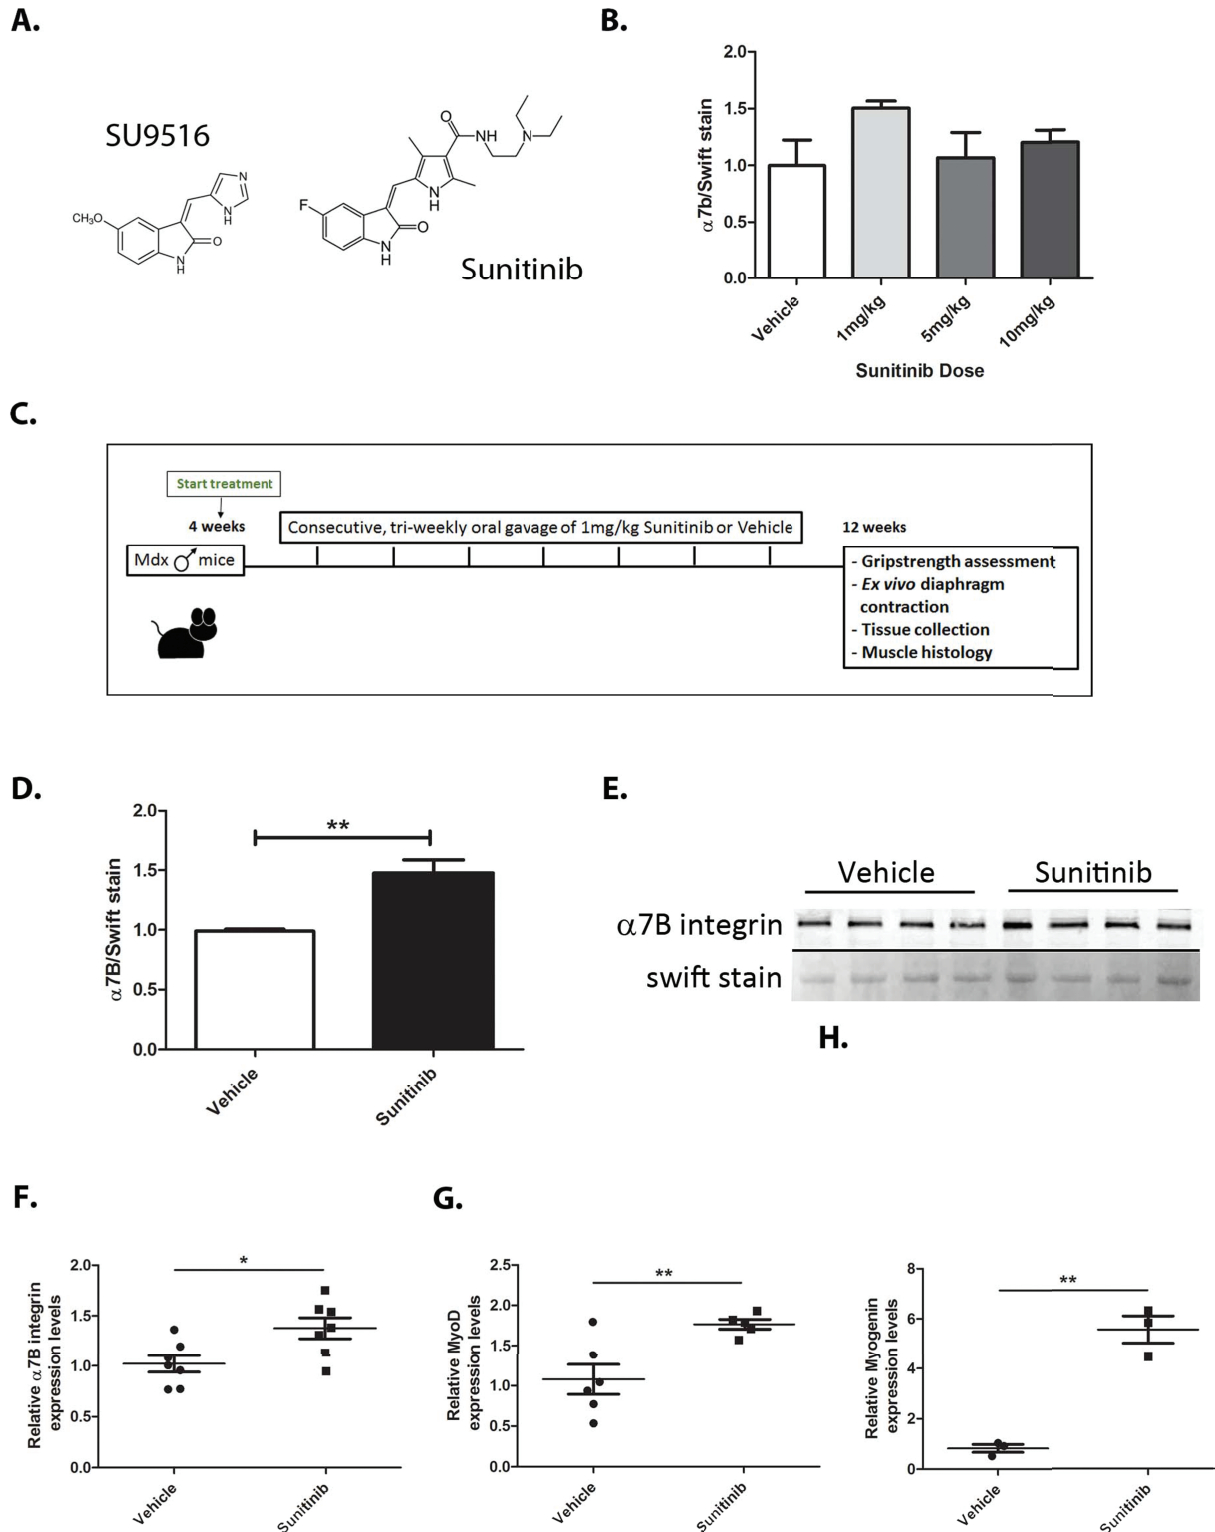 A.
SU9516
CH₃O
N
N
H
O
N
H
F
O
NH
N
N
H
O
N
H
Sunitinib
B.
α7b/Swift stain
2.0
1.5
1.0
0.5
0.0
Vehicle
1mg/kg
5mg/kg
10mg/kg
Sunitinib Dose
C.
Start treatment
4 weeks
Consecutive, tri-weekly oral gavage of 1mg/kg Sunitinib or Vehicle
12 weeks
Mdx ♂ mice
- Gripstrength assessment
- Ex vivo diaphragm
contraction
- Tissue collection
- Muscle histology
D.
α7B/Swift stain
2.0
1.5
1.0
0.5
0.0
**
Vehicle
Sunitinib
E.
Vehicle
Sunitinib
α7B integrin
swift stain
H.
F.
Relative α7B integrin
expression levels
2.0
1.5
1.0
0.5
0.0
*
Vehicle
Sunitinib
G.
Relative MyoD
expression levels
2.5
2.0
1.5
1.0
0.5
0.0
**
Vehicle
Sunitinib
Relative Myogenin
expression levels
8
6
4
2
0
**
Vehicle
Sunitinib